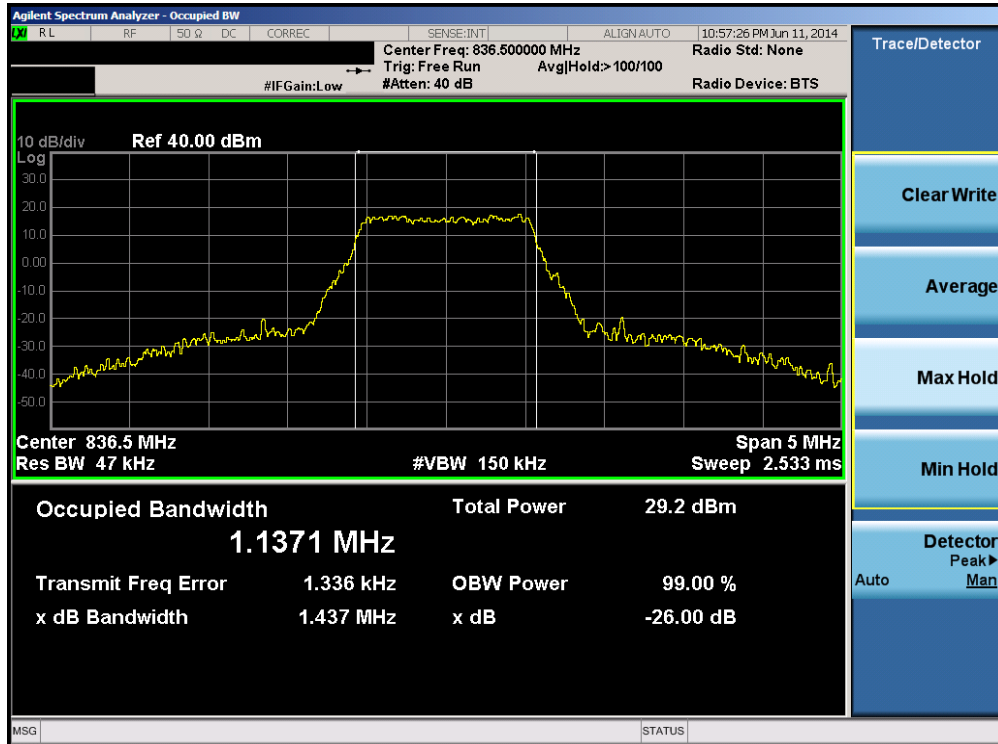 Agilent Spectrum Analyzer - Occupied BW
LXI RL RF 50 Ω DC CORREC SENSE:INT ALIGN AUTO 10:57:26 PM Jun 11, 2014
Center Freq: 836.500000 MHz Radio Std: None
Trig: Free Run Avg|Hold:>100/100
#IFGain:Low #Atten: 40 dB Radio Device: BTS
10 dB/div Ref 40.00 dBm
Log
30.0
20.0
10.0
0.00
-10.0
-20.0
-30.0
-40.0
-50.0
Center 836.5 MHz Span 5 MHz
Res BW 47 kHz #VBW 150 kHz Sweep 2.533 ms
Occupied Bandwidth Total Power 29.2 dBm
1.1371 MHz
Transmit Freq Error 1.336 kHz OBW Power 99.00 %
x dB Bandwidth 1.437 MHz x dB -26.00 dB
Trace/Detector
Clear Write
Average
Max Hold
Min Hold
Detector
Peak▶
Auto Man
MSG STATUS